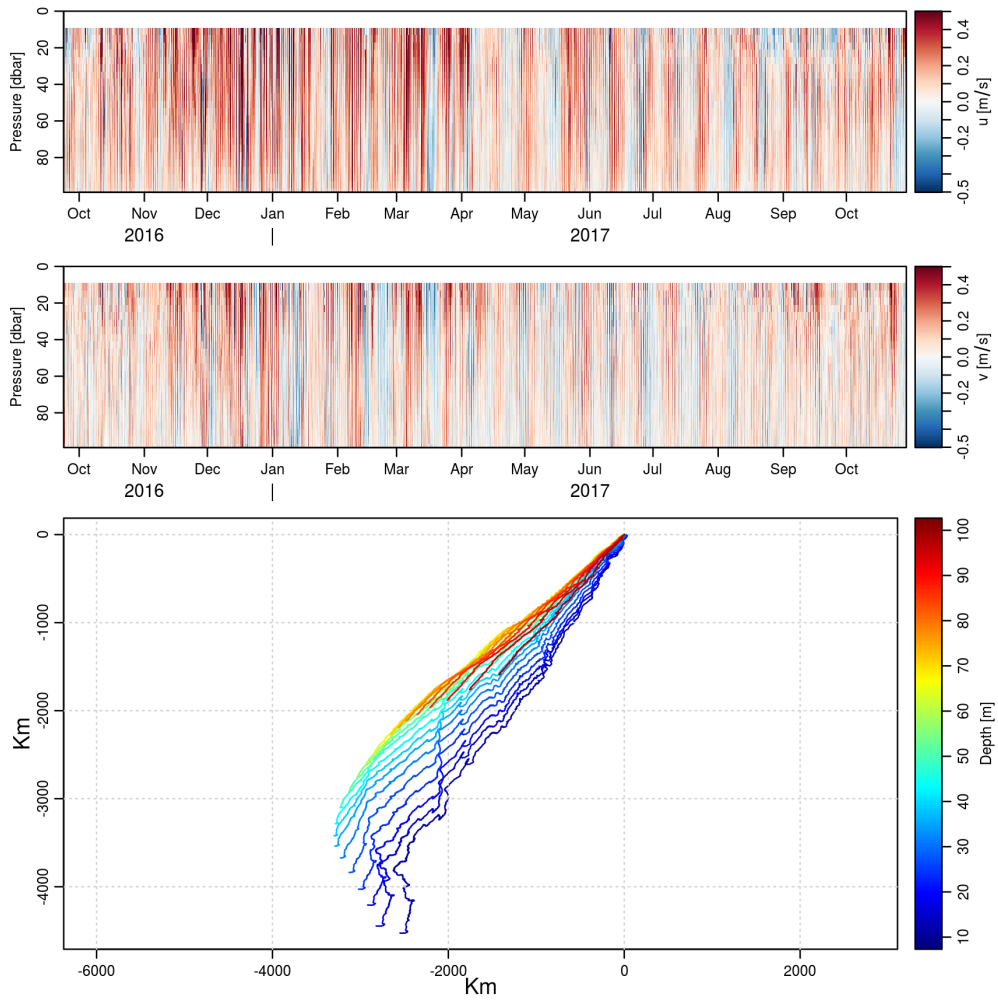 0
20
40
60
80
Pressure [dbar]
Oct Nov Dec Jan Feb Mar Apr May Jun Jul Aug Sep Oct
2016 | 2017
0.4
0.2
0.0
-0.2
-0.5
u [m/s]
0
20
40
60
80
Pressure [dbar]
Oct Nov Dec Jan Feb Mar Apr May Jun Jul Aug Sep Oct
2016 | 2017
0.4
0.2
0.0
-0.2
-0.5
v [m/s]
0
-1000
-2000
-3000
-4000
Km
-6000 -4000 -2000 0 2000
Km
100
90
80
70
60
50
40
30
20
10
Depth [m]